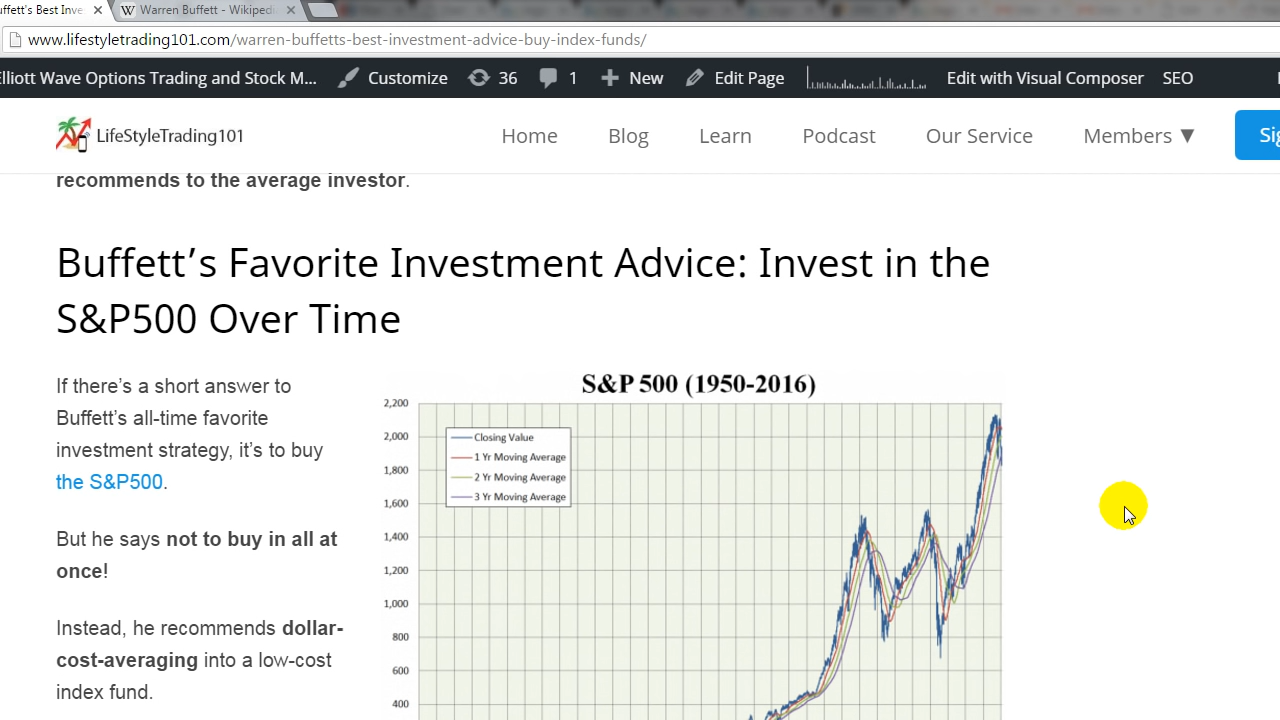 ffett's Best Inve
Warren Buffett - Wikipedi
www.lifestyletrading101.com/warren-buffetts-best-investment-advice-buy-index-funds/
Elliott Wave Options Trading and Stock M... Customize 36 1 New Edit Page Edit with Visual Composer SEO
LifeStyleTrading101 Home Blog Learn Podcast Our Service Members ▼ Sig
recommends to the average investor.
Buffett's Favorite Investment Advice: Invest in the
S&P500 Over Time
If there's a short answer to
Buffett's all-time favorite
investment strategy, it's to buy
the S&P500.
But he says not to buy in all at
once!
Instead, he recommends dollar-
cost-averaging into a low-cost
index fund.
S&P 500 (1950-2016)
2,200
2,000
1,800
1,600
1,400
1,200
1,000
800
600
400
Closing Value
1 Yr Moving Average
2 Yr Moving Average
3 Yr Moving Average